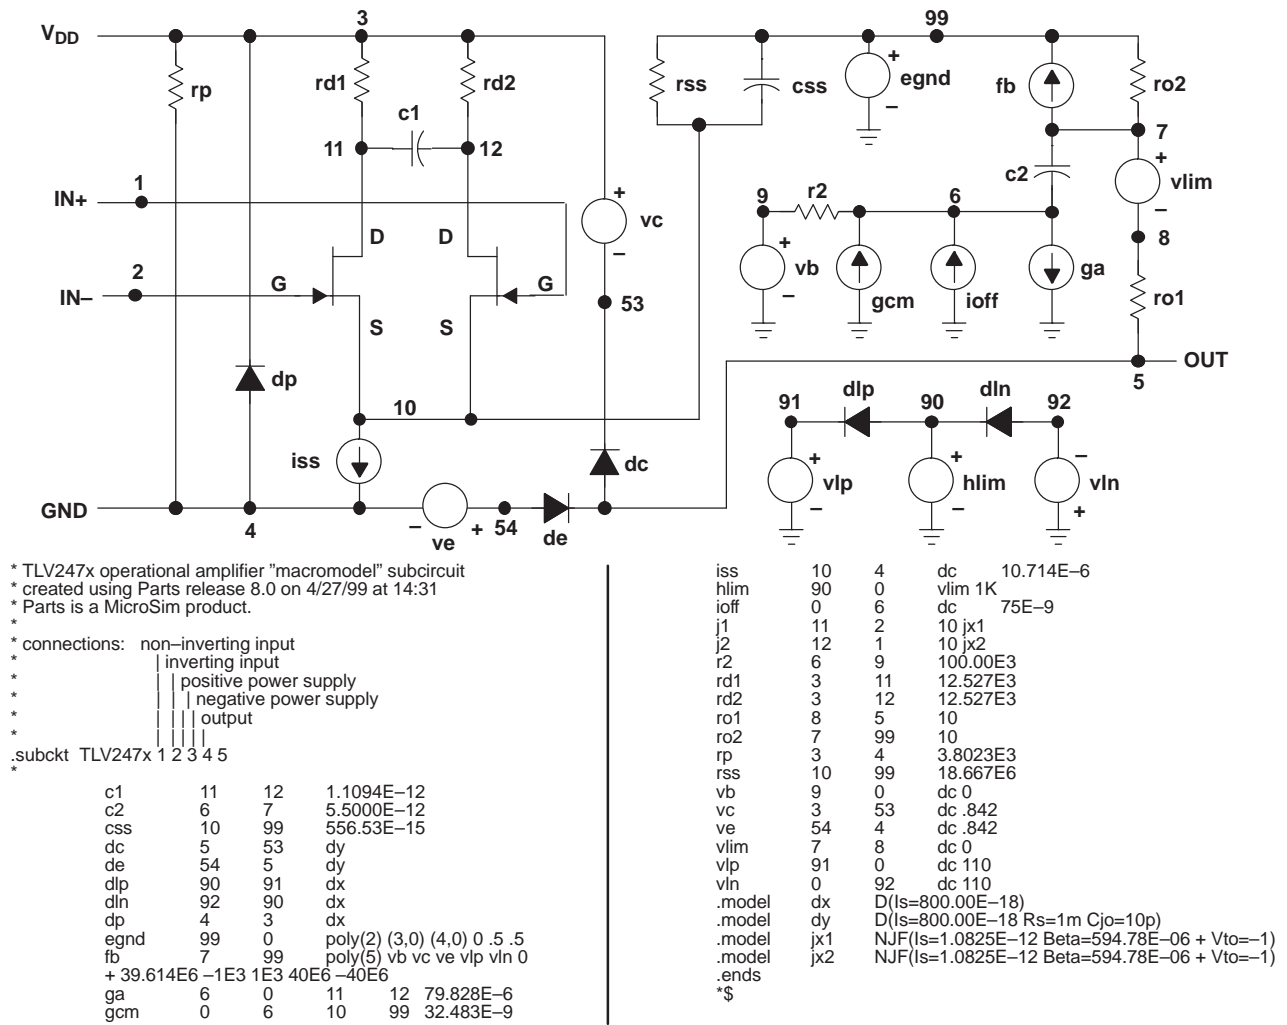 3
99
VDD
rp
rd1
rd2
rss
css
+
egnd
–
fb
ro2
c1
11
12
7
c2
+
vlim
–
8
1
IN+
9
r2
6
+
vc
–
D
D
+
vb
–
gcm
ioff
ga
2
IN–
G
G
53
ro1
S
S
OUT
5
dp
10
91
dlp
90
dln
92
iss
dc
+
vlp
–
+
hlim
–
–
vln
+
GND
4
–
ve
+
54
de
* TLV247x operational amplifier ”macromodel” subcircuit
* created using Parts release 8.0 on 4/27/99 at 14:31
* Parts is a MicroSim product.
*
* connections: non–inverting input
* | inverting input
* | | positive power supply
* | | | negative power supply
* | | | | output
* | | | | |
.subckt TLV247x 1 2 3 4 5
*
c1 11 12 1.1094E–12
c2 6 7 5.5000E–12
css 10 99 556.53E–15
dc 5 53 dy
de 54 5 dy
dlp 90 91 dx
dln 92 90 dx
dp 4 3 dx
egnd 99 0 poly(2) (3,0) (4,0) 0 .5 .5
fb 7 99 poly(5) vb vc ve vlp vln 0
+ 39.614E6 –1E3 1E3 40E6 –40E6
ga 6 0 11 12 79.828E–6
gcm 0 6 10 99 32.483E–9
iss 10 4 dc 10.714E–6
hlim 90 0 vlim 1K
ioff 0 6 dc 75E–9
j1 11 2 10 jx1
j2 12 1 10 jx2
r2 6 9 100.00E3
rd1 3 11 12.527E3
rd2 3 12 12.527E3
ro1 8 5 10
ro2 7 99 10
rp 3 4 3.8023E3
rss 10 99 18.667E6
vb 9 0 dc 0
vc 3 53 dc .842
ve 54 4 dc .842
vlim 7 8 dc 0
vlp 91 0 dc 110
vln 0 92 dc 110
.model dx D(Is=800.00E–18)
.model dy D(Is=800.00E–18 Rs=1m Cjo=10p)
.model jx1 NJF(Is=1.0825E–12 Beta=594.78E–06 + Vto=–1)
.model jx2 NJF(Is=1.0825E–12 Beta=594.78E–06 + Vto=–1)
.ends
*$